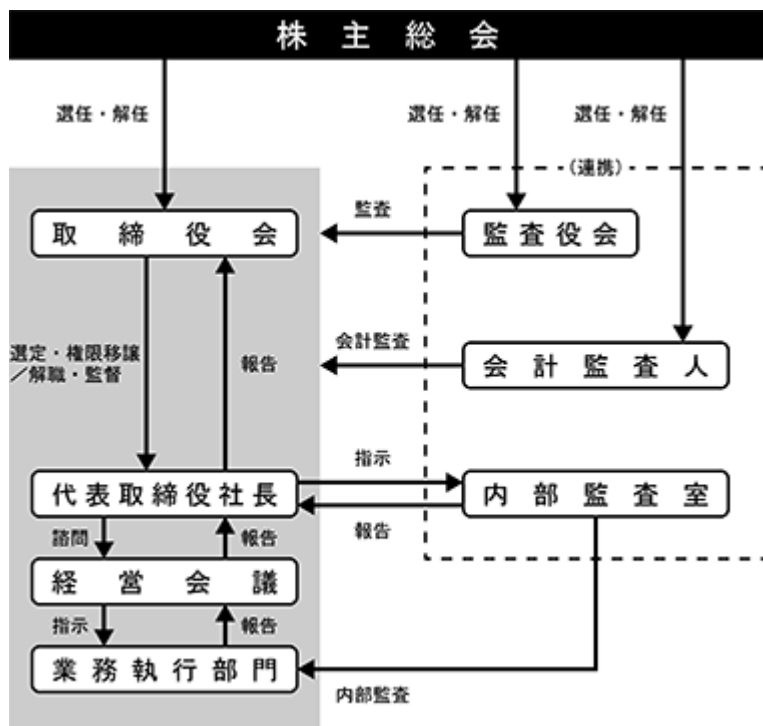 株主総会
選任・解任
選任・解任
選任・解任
(連携)
取締役会
監査
監査役会
選定・権限移譲
／解職・監督
報告
会計監査
会計監査人
代表取締役社長
指示
報告
内部監査室
諮問
報告
経営会議
指示
報告
業務執行部門
内部監査